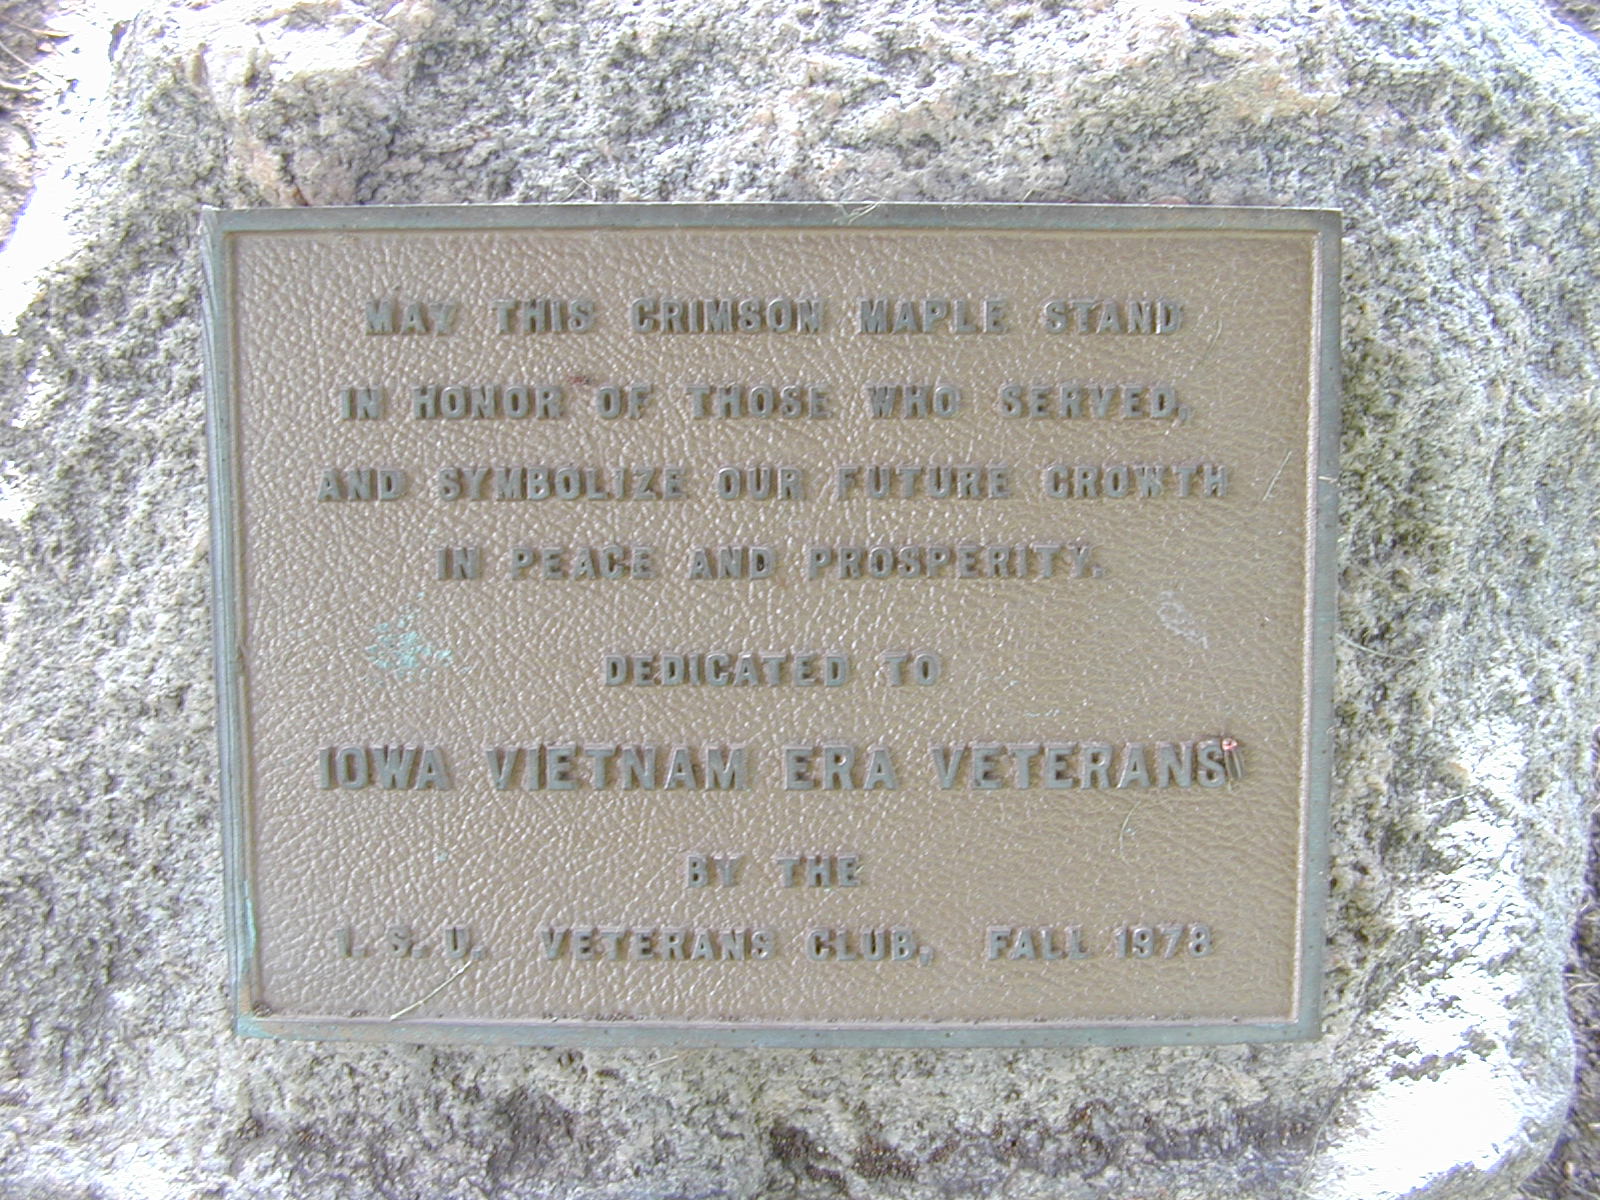 MAY THIS CRIMSON MAPLE STAND
IN HONOR OF THOSE WHO SERVED,
AND SYMBOLIZE OUR FUTURE GROWTH
IN PEACE AND PROSPERITY.
DEDICATED TO
IOWA VIETNAM ERA VETERANS
BY THE
I. S. U. VETERANS CLUB, FALL 1978